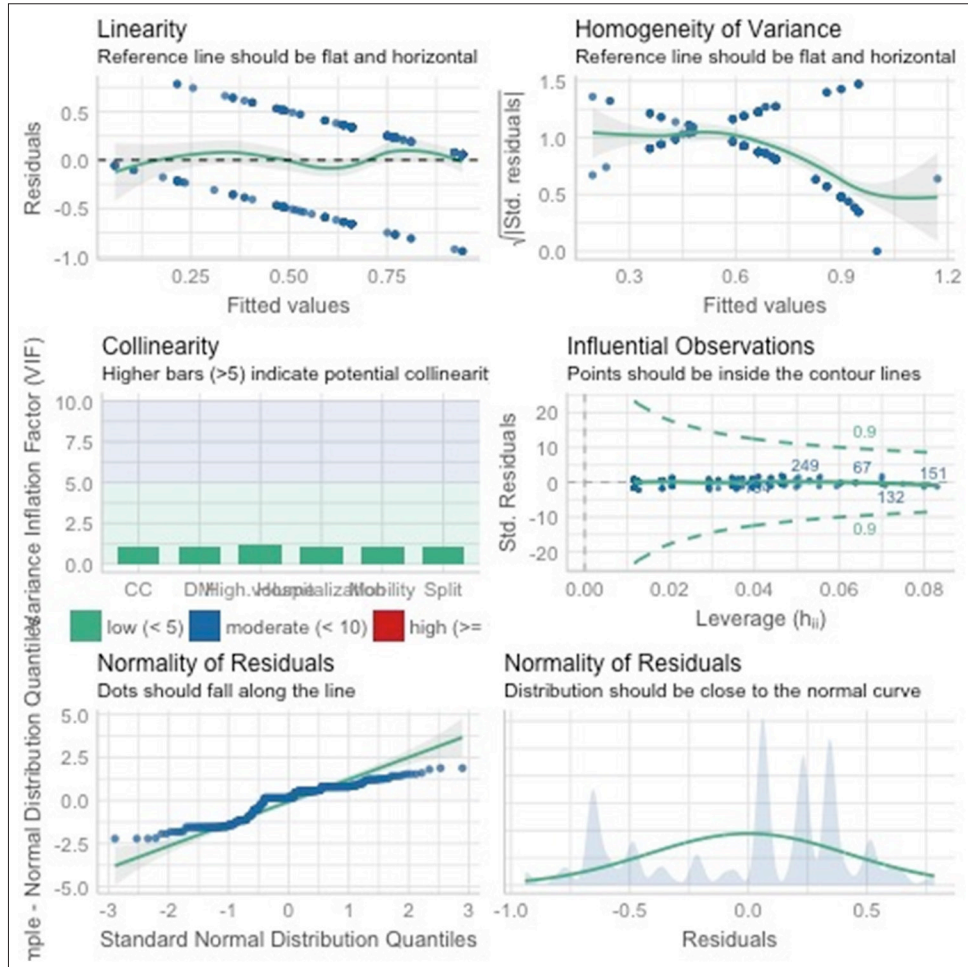 Linearity
Reference line should be flat and horizontal
Residuals
0.5
0.0
-0.5
-1.0
0.25
0.50
0.75
Fitted values
Homogeneity of Variance
Reference line should be flat and horizontal
√|Std. residuals|
1.5
1.0
0.5
0.0
0.3
0.6
0.9
1.2
Fitted values
Collinearity
Higher bars (>5) indicate potential collinearit
Variance Inflation Factor (VIF)
10.0
7.5
5.0
2.5
0.0
CC
DM
High.volume
Hospitalization
Mobility
Split
low (< 5)
moderate (< 10)
high (>=
Influential Observations
Points should be inside the contour lines
Std. Residuals
20
10
0
-10
-20
0.9
249
67
151
132
0.9
0.00
0.02
0.04
0.06
0.08
Leverage (hᵢᵢ)
Normality of Residuals
Dots should fall along the line
mple - Normal Distribution Quantiles
5.0
2.5
0.0
-2.5
-5.0
-3
-2
-1
0
1
2
3
Standard Normal Distribution Quantiles
Normality of Residuals
Distribution should be close to the normal curve
-1.0
-0.5
0.0
0.5
Residuals